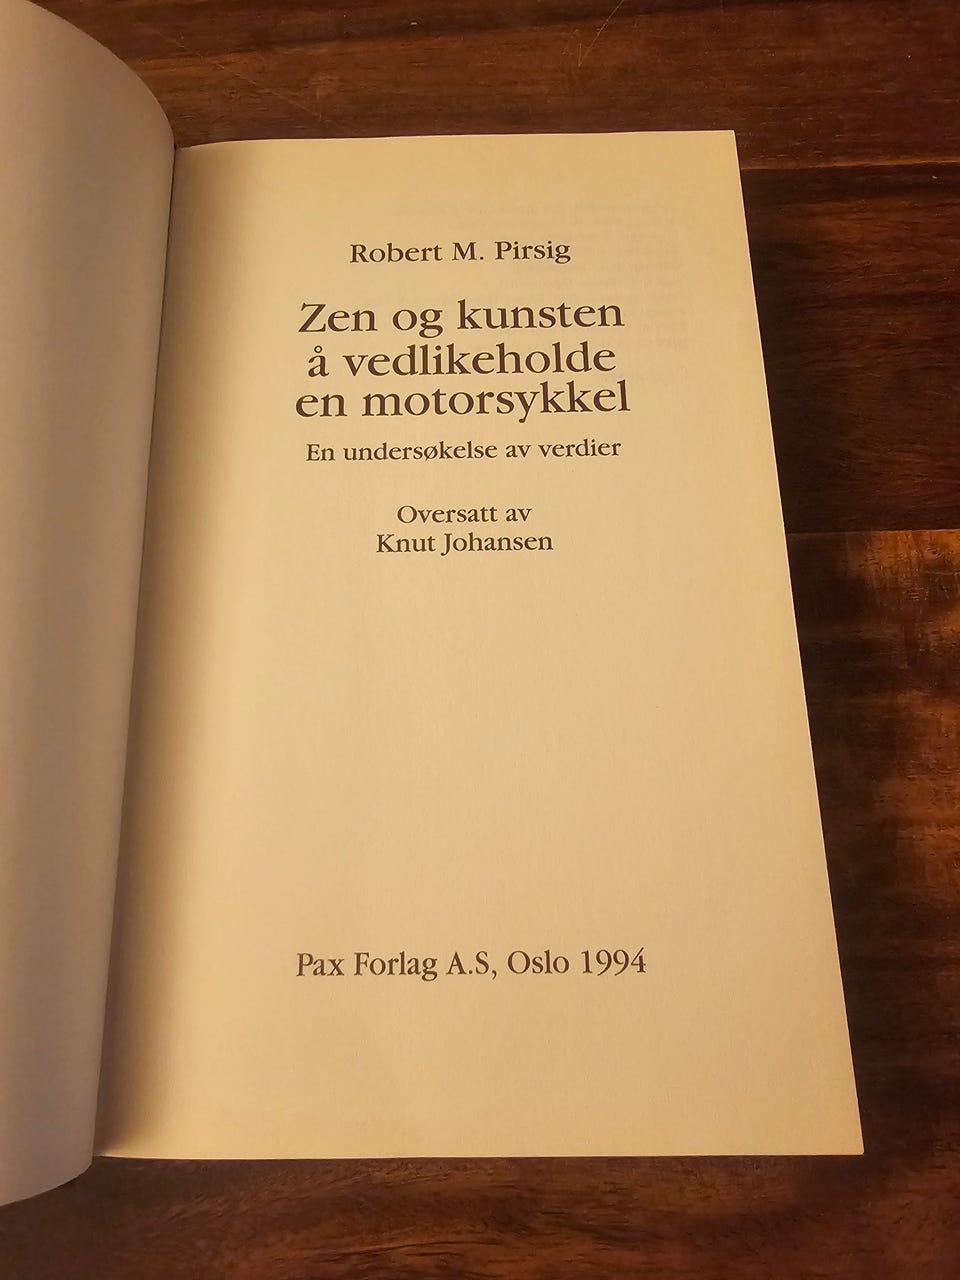 Robert M. Pirsig
Zen og kunsten
å vedlikeholde
en motorsykkel
En undersøkelse av verdier
Oversatt av
Knut Johansen
Pax Forlag A.S, Oslo 1994